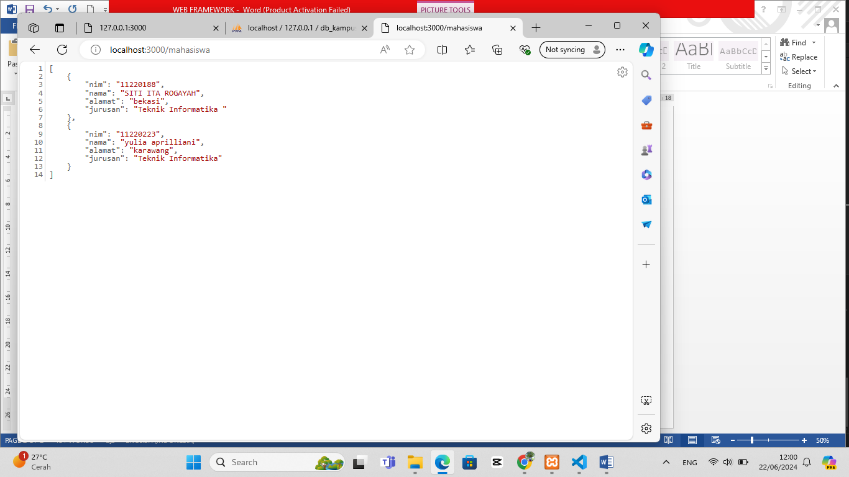 WEB FRAMEWORK - Word (Product Activation Failed)
PICTURE TOOLS
127.0.0.1:3000
localhost / 127.0.0.1 / db_kampu
localhost:3000/mahasiswa
localhost:3000/mahasiswa
Not syncing
Title
Subtitle
AaBl
AaBbCcD
Find
Replace
Select
Editing
1 [
2 {
3 "nim": "11220188",
4 "nama": "SITI ITA ROGAYAH",
5 "alamat": "bekasi",
6 "jurusan": "Teknik Informatika "
7 },
8 {
9 "nim": "11220223",
10 "nama": "yulia aprilliani",
11 "alamat": "karawang",
12 "jurusan": "Teknik Informatika"
13 }
14 ]
18
50%
1
27°C
Cerah
Search
ENG
12:00
22/06/2024